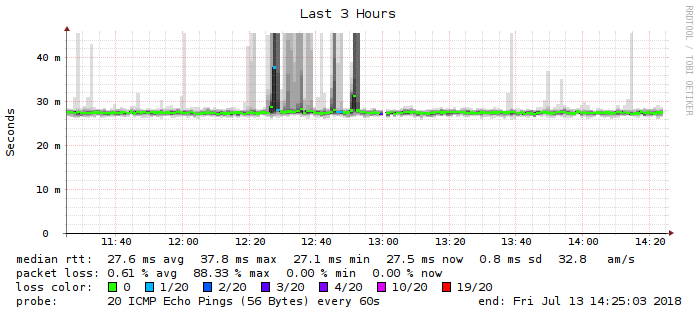 Last 3 Hours
RRDTOOL / TOBI OETIKER
Seconds
40 m
30 m
20 m
10 m
0
11:40 12:00 12:20 12:40 13:00 13:20 13:40 14:00 14:20
median rtt: 27.6 ms avg 37.8 ms max 27.1 ms min 27.5 ms now 0.8 ms sd 32.8 am/s
packet loss: 0.61 % avg 88.33 % max 0.00 % min 0.00 % now
loss color: 0 1/20 2/20 3/20 4/20 10/20 19/20
probe: 20 ICMP Echo Pings (56 Bytes) every 60s end: Fri Jul 13 14:25:03 2018